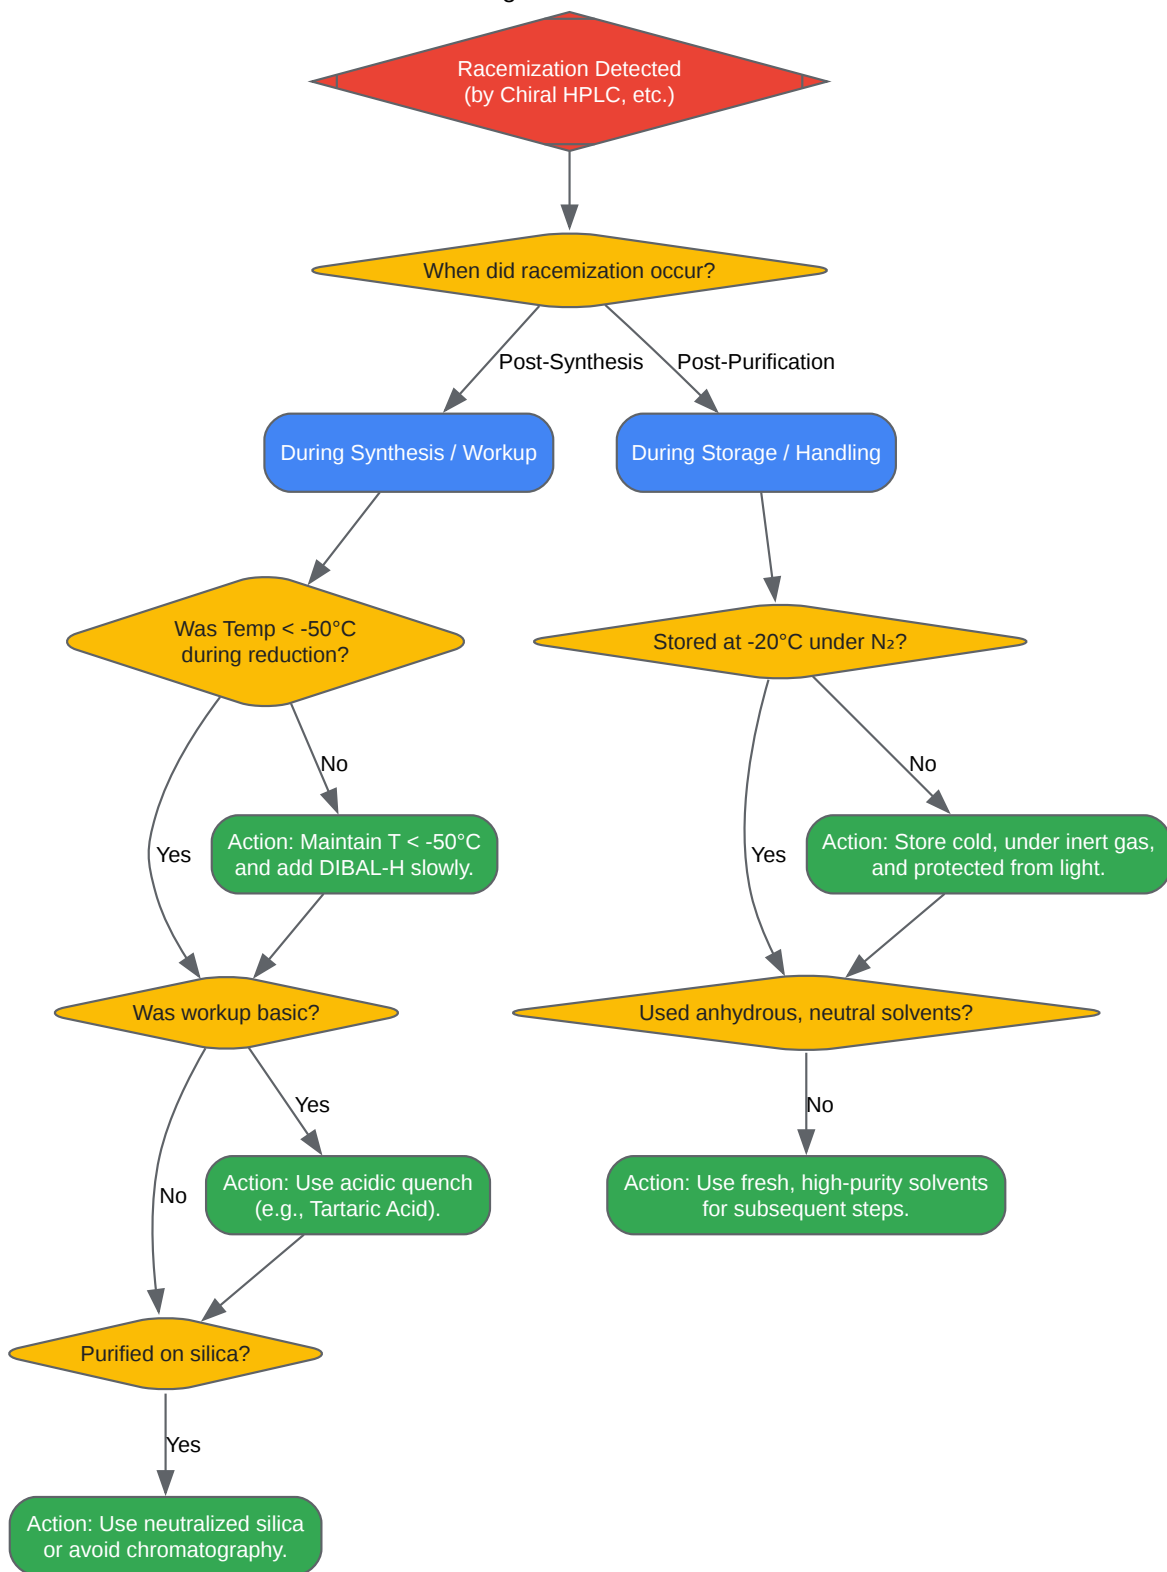 Racemization Detected
(by Chiral HPLC, etc.)
When did racemization occur?
Post-Synthesis
Post-Purification
During Synthesis / Workup
During Storage / Handling
Was Temp < -50°C
during reduction?
Stored at -20°C under N₂?
No
No
Action: Maintain T < -50°C
and add DIBAL-H slowly.
Yes
Yes
Action: Store cold, under inert gas,
and protected from light.
Was workup basic?
Used anhydrous, neutral solvents?
Yes
No
Action: Use acidic quench
(e.g., Tartaric Acid).
No
Action: Use fresh, high-purity solvents
for subsequent steps.
Purified on silica?
Yes
Action: Use neutralized silica
or avoid chromatography.